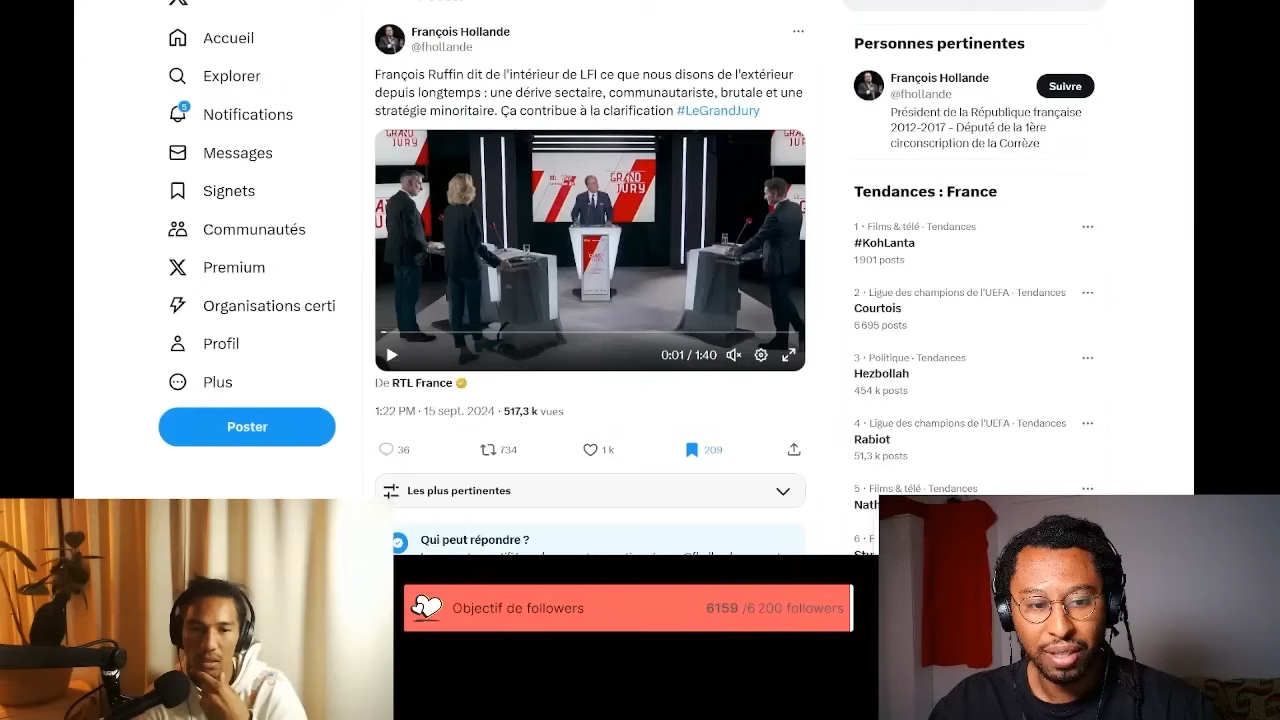 Accueil
Explorer
5
Notifications
Messages
Signets
Communautés
Premium
Organisations certi
Profil
Plus
Poster
François Hollande
@fhollande
François Ruffin dit de l'intérieur de LFI ce que nous disons de l'extérieur
depuis longtemps : une dérive sectaire, communautariste, brutale et une
stratégie minoritaire. Ça contribue à la clarification #LeGrandJury
GRAND
JURY
GRAND
JURY
0:01 / 1:40
De RTL France
1:22 PM · 15 sept. 2024 · 517,3 k vues
36
734
1 k
209
Les plus pertinentes
Qui peut répondre ?
Personnes pertinentes
François Hollande
@fhollande
Suivre
Président de la République française
2012-2017 - Député de la 1ère
circonscription de la Corrèze
Tendances : France
1 · Films & télé · Tendances
#KohLanta
1 901 posts
2 · Ligue des champions de l'UEFA · Tendances
Courtois
6 695 posts
3 · Politique · Tendances
Hezbollah
454 k posts
4 · Ligue des champions de l'UEFA · Tendances
Rabiot
51,3 k posts
5 · Films & télé · Tendances
Nath
6 · F
Objectif de followers
6159 /6 200 followers